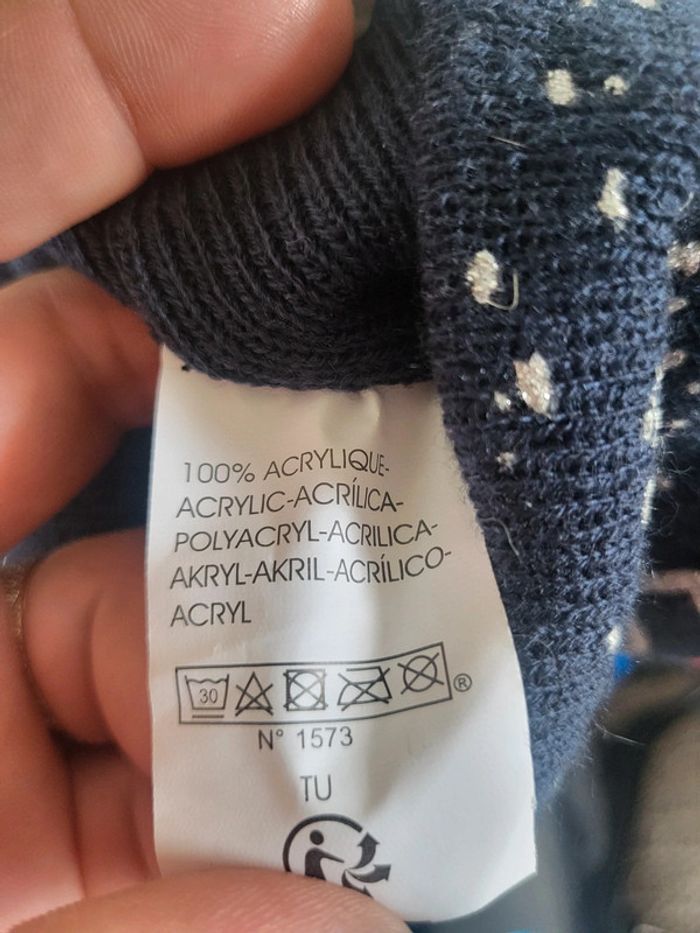 100% ACRYLIQUE-
ACRYLIC-ACRÍLICA-
POLYACRYL-ACRILICA-
AKRYL-AKRIL-ACRÍLICO-
ACRYL
30
®
N° 1573
TU